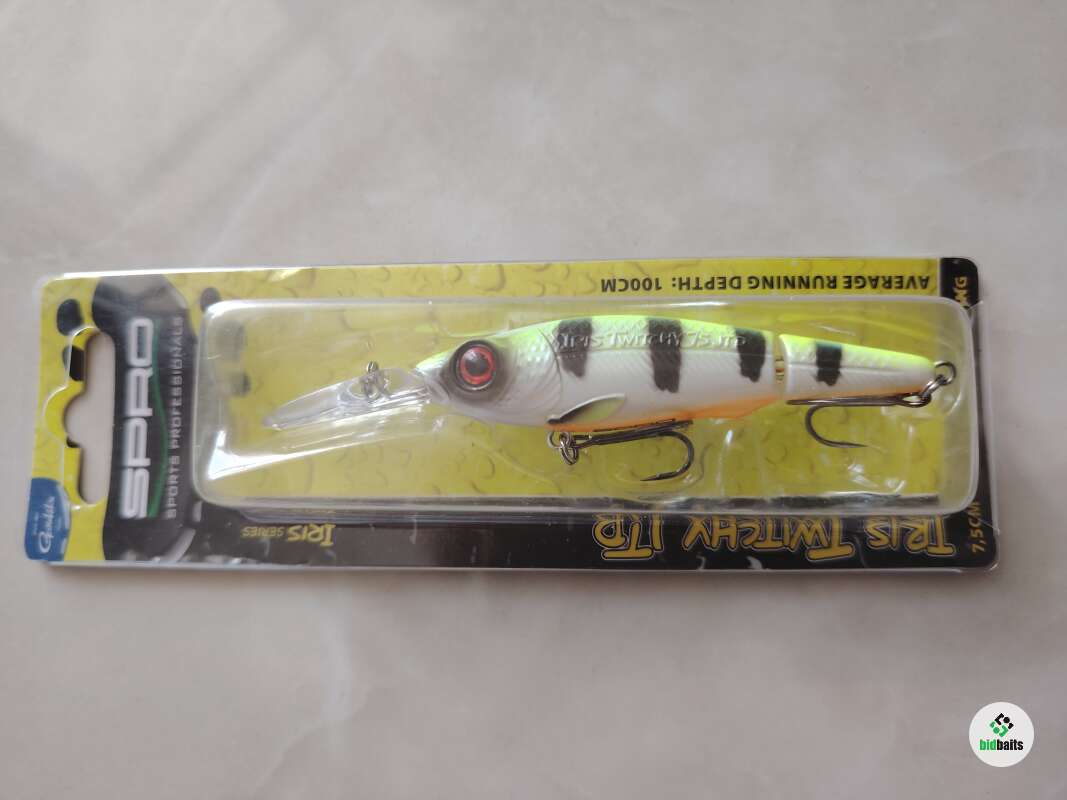 AVERAGE RUNNING DEPTH: 100CM
SPRO
SPORTS PROFESSIONALS
IRIS TWITCHY 75 JTD
Gamakatsu
IRIS SERIES
IRIS TWITCHY JTD
7,5CM
bidbaits